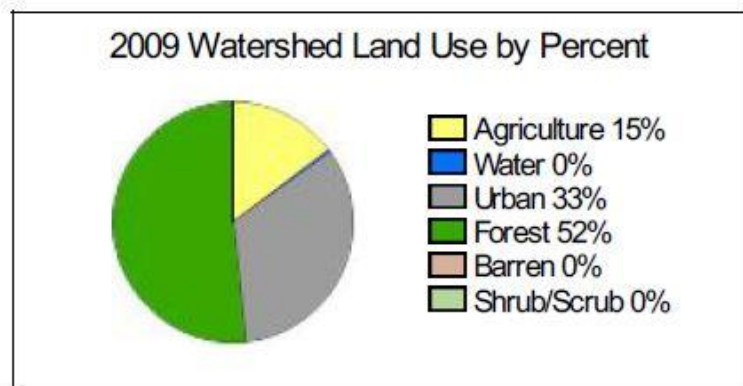 2009 Watershed Land Use by Percent
Agriculture 15%
Water 0%
Urban 33%
Forest 52%
Barren 0%
Shrub/Scrub 0%